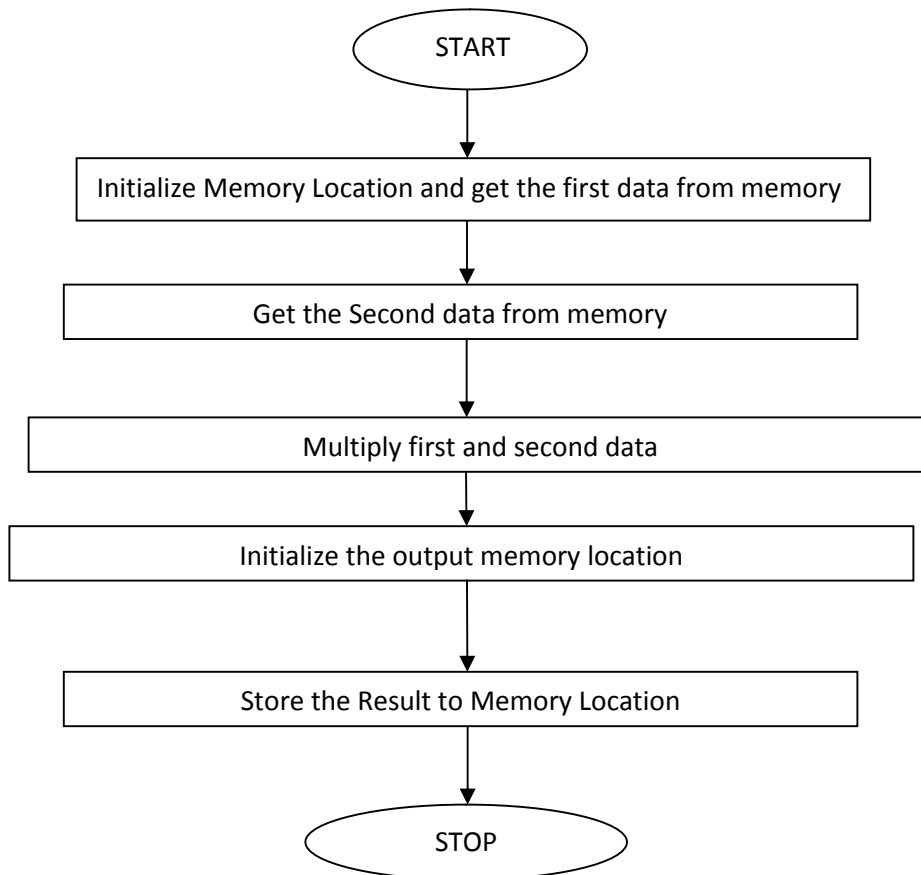 START
Initialize Memory Location and get the first data from memory
Get the Second data from memory
Multiply first and second data
Initialize the output memory location
Store the Result to Memory Location
STOP